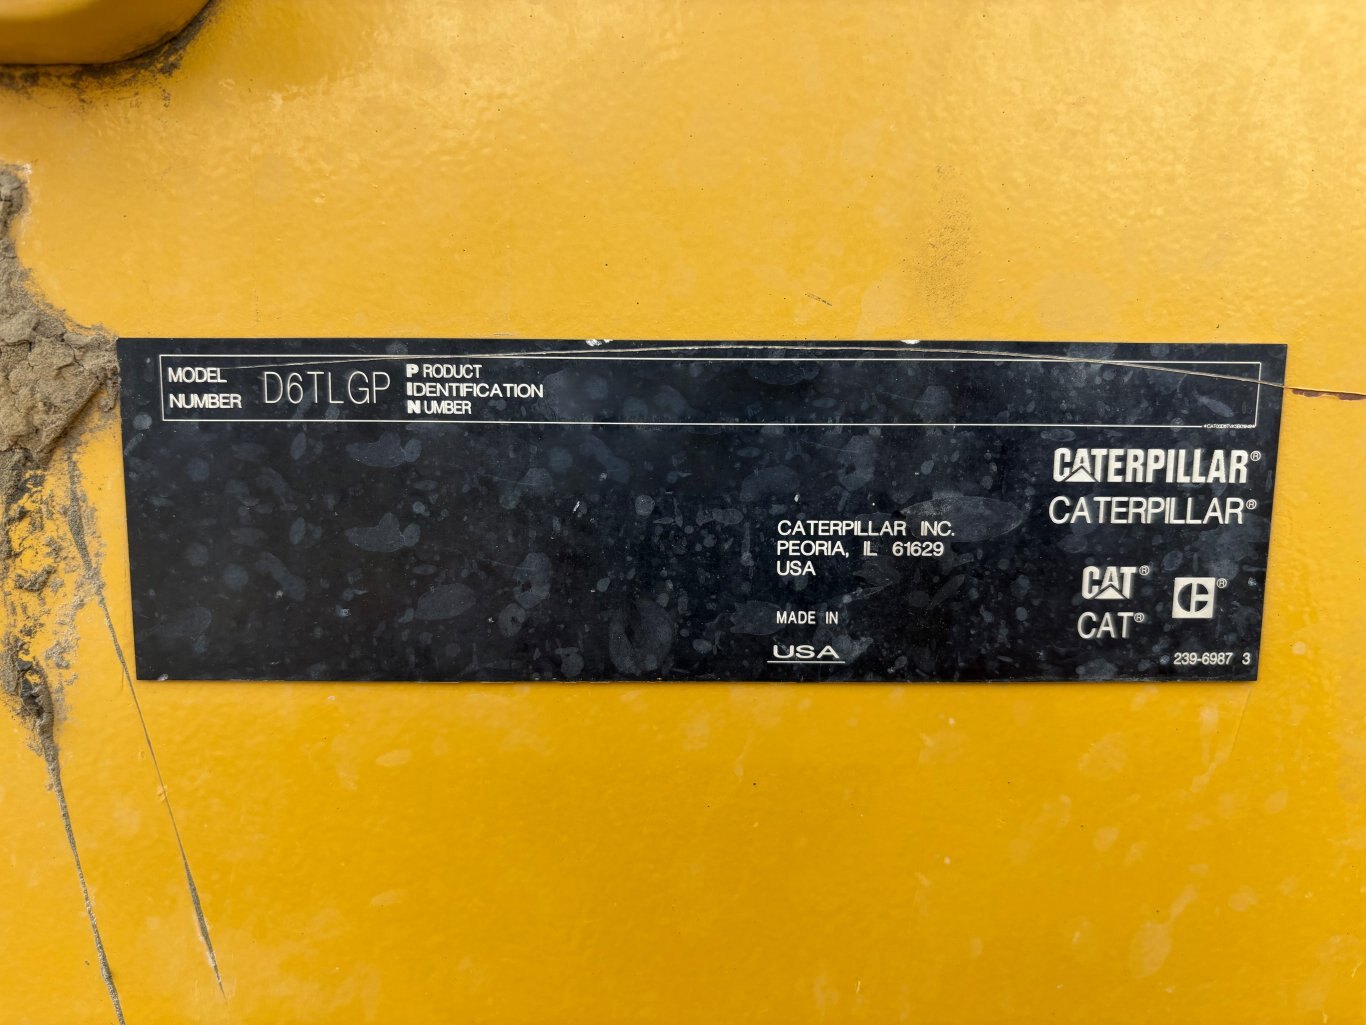 MODEL NUMBER D6TLGP PRODUCT IDENTIFICATION NUMBER
CATERPILLAR®
CATERPILLAR®
CATERPILLAR INC.
PEORIA, IL 61629
USA
MADE IN
USA
CAT® C®
CAT®
239-6987 3